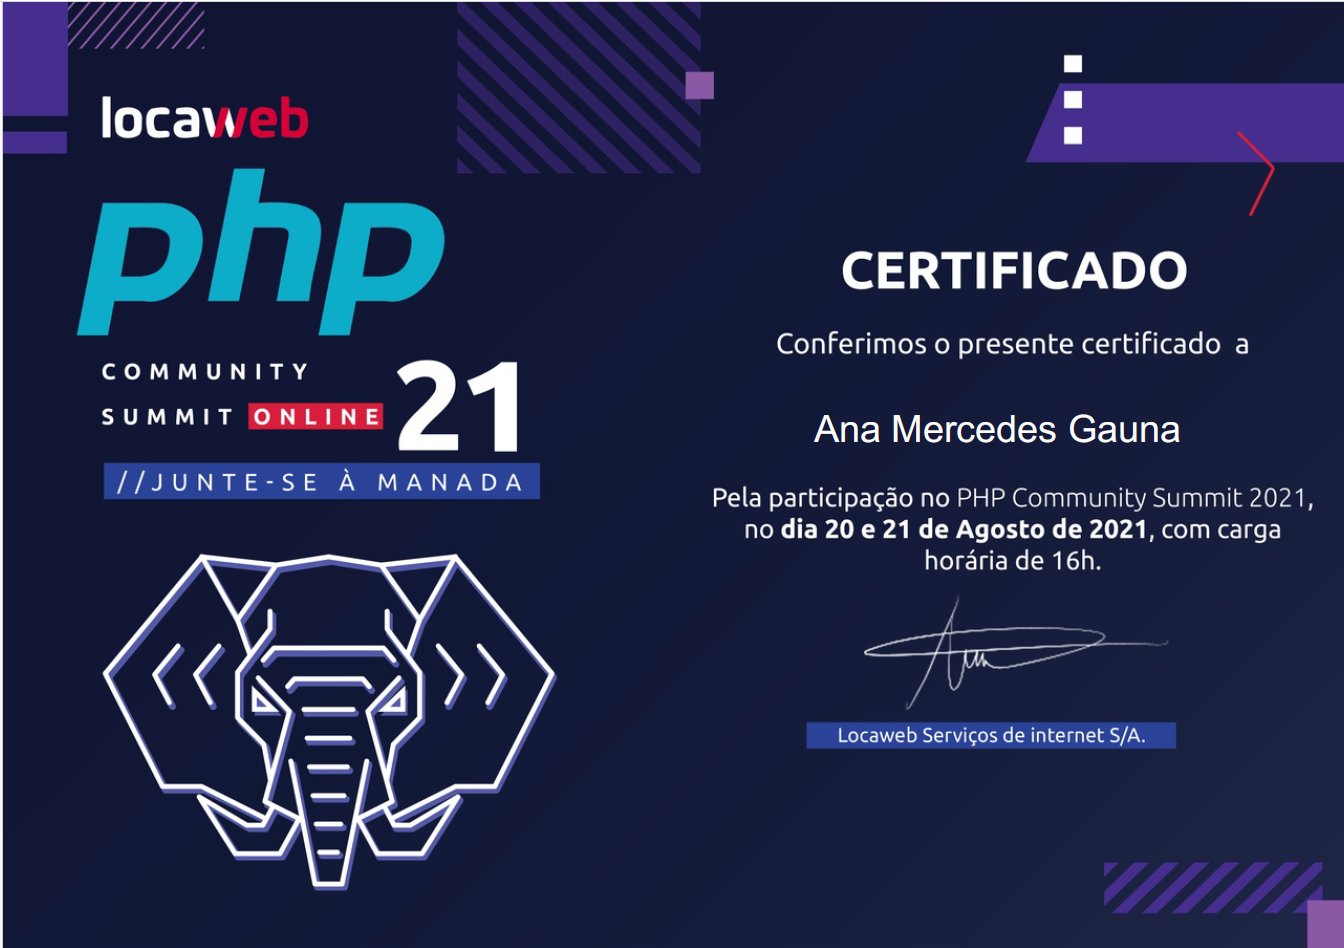 locaweb
php
COMMUNITY
SUMMIT ONLINE 21
//JUNTE-SE À MANADA
CERTIFICADO
Conferimos o presente certificado a
Ana Mercedes Gauna
Pela participação no PHP Community Summit 2021,
no dia 20 e 21 de Agosto de 2021, com carga
horária de 16h.
Locaweb Serviços de internet S/A.